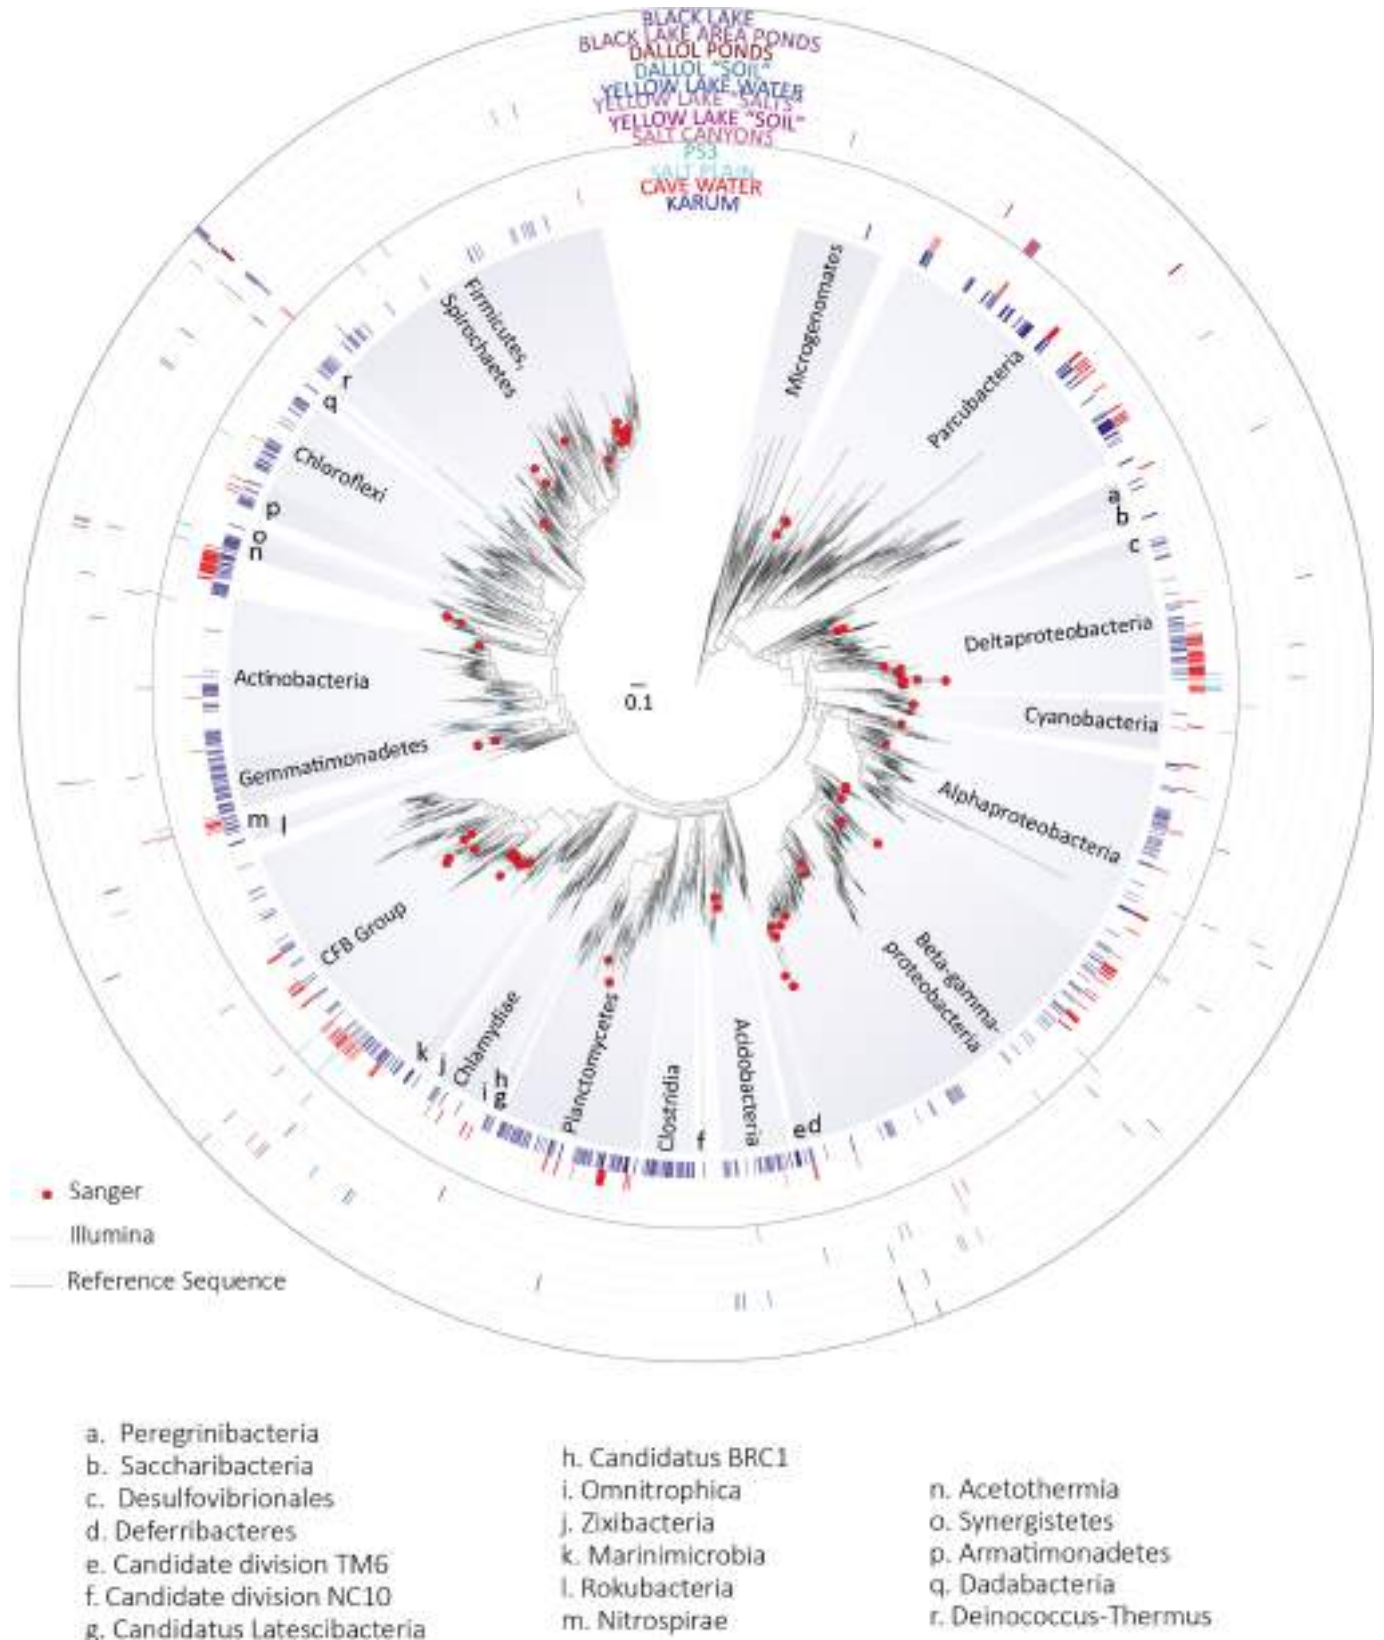 BLACK LAKE
BLACK LAKE AREA PONDS
DALLOL PONDS
DALLOL "SOIL"
YELLOW LAKE WATER
YELLOW LAKE "SALTS"
YELLOW LAKE "SOIL"
SALT CANYONS
PS3
SALT PLAIN
CAVE WATER
KARUM
Microgenomates
Parcubacteria
a
b
c
Deltaproteobacteria
Cyanobacteria
Alphaproteobacteria
Beta-gamma-
proteobacteria
d
e
Acidobacteria
f
Clostridia
Planctomycetes
g
h
i
Chlamydiae
j
k
CFB Group
l
m
Gemmatimonadetes
Actinobacteria
n
o
p
Chloroflexi
q
r
Firmicutes,
Spirochaetes
0.1
Sanger
Illumina
Reference Sequence
a. Peregrinibacteria
b. Saccharibacteria
c. Desulfovibrionales
d. Deferribacteres
e. Candidate division TM6
f. Candidate division NC10
g. Candidatus Latescibacteria
h. Candidatus BRC1
i. Omnitrophica
j. Zixibacteria
k. Marinimicrobia
l. Rokubacteria
m. Nitrospirae
n. Acetothermia
o. Synergistetes
p. Armatimonadetes
q. Dadabacteria
r. Deinococcus-Thermus